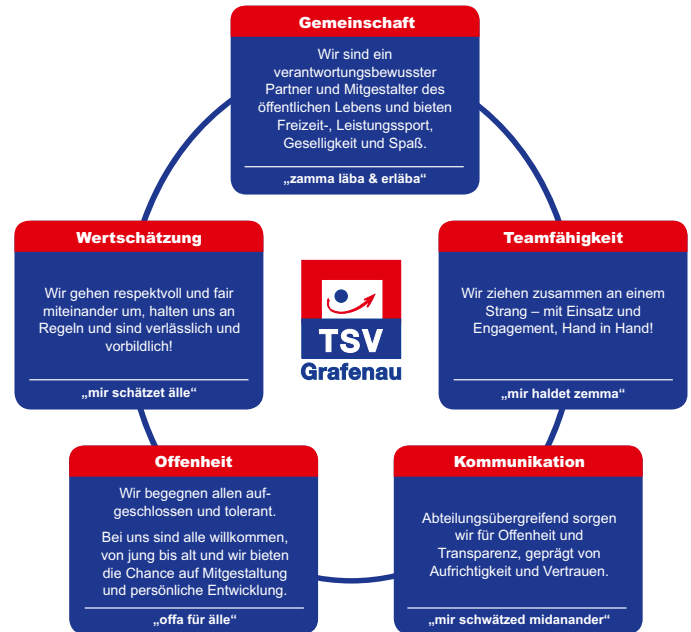 Gemeinschaft
Wir sind ein
verantwortungsbewusster
Partner und Mitgestalter des
öffentlichen Lebens und bieten
Freizeit-, Leistungssport,
Geselligkeit und Spaß.
„zamma läba & erläba“
Wertschätzung
Wir gehen respektvoll und fair
miteinander um, halten uns an
Regeln und sind verlässlich und
vorbildlich!
„mir schätzet älle“
TSV
Grafenau
Teamfähigkeit
Wir ziehen zusammen an einem
Strang – mit Einsatz und
Engagement, Hand in Hand!
„mir haldet zemma“
Offenheit
Wir begegnen allen auf-
geschlossen und tolerant.
Bei uns sind alle willkommen,
von jung bis alt und wir bieten
die Chance auf Mitgestaltung
und persönliche Entwicklung.
„offa für älle“
Kommunikation
Abteilungsübergreifend sorgen
wir für Offenheit und
Transparenz, geprägt von
Aufrichtigkeit und Vertrauen.
„mir schwätzed midanander“